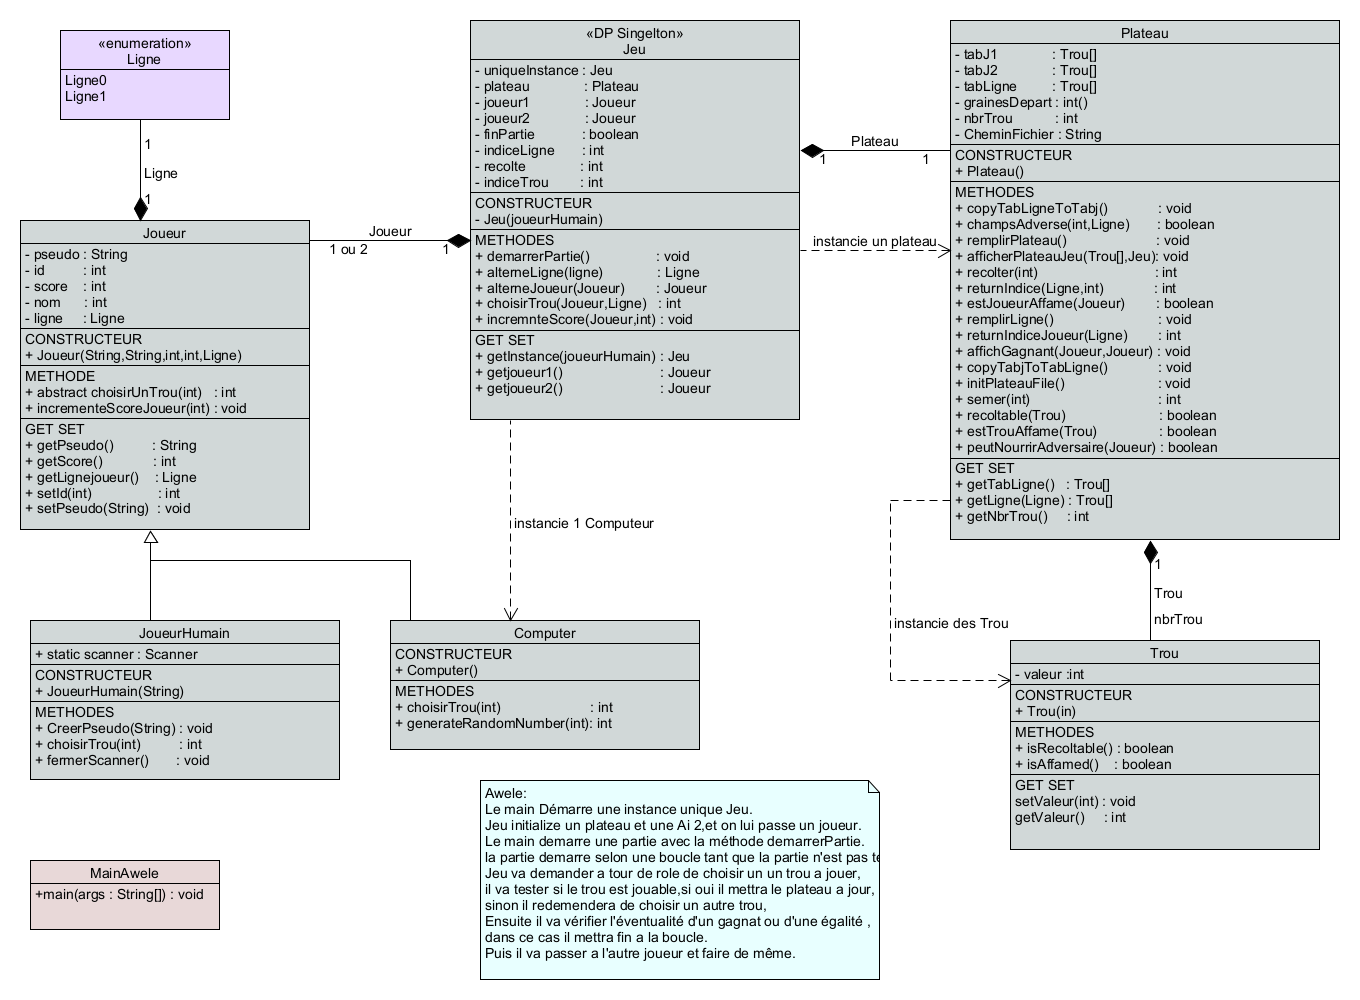 «enumeration»
Ligne
Ligne0
Ligne1
1
Ligne
1
Joueur
- pseudo : String
- id : int
- score : int
- nom : int
- ligne : Ligne
CONSTRUCTEUR
+ Joueur(String,String,int,int,Ligne)
METHODE
+ abstract choisirUnTrou(int) : int
+ incrementeScoreJoueur(int) : void
GET SET
+ getPseudo() : String
+ getScore() : int
+ getLignejoueur() : Ligne
+ setId(int) : int
+ setPseudo(String) : void
Joueur
1 ou 2
1
«DP Singelton»
Jeu
- uniqueInstance : Jeu
- plateau : Plateau
- joueur1 : Joueur
- joueur2 : Joueur
- finPartie : boolean
- indiceLigne : int
- recolte : int
- indiceTrou : int
CONSTRUCTEUR
- Jeu(joueurHumain)
METHODES
+ demarrerPartie() : void
+ alterneLigne(ligne) : Ligne
+ alterneJoueur(Joueur) : Joueur
+ choisirTrou(Joueur,Ligne) : int
+ incremnteScore(Joueur,int) : void
GET SET
+ getInstance(joueurHumain) : Jeu
+ getjoueur1() : Joueur
+ getjoueur2() : Joueur
Plateau
1
1
instancie un plateau
Plateau
- tabJ1 : Trou[]
- tabJ2 : Trou[]
- tabLigne : Trou[]
- grainesDepart : int()
- nbrTrou : int
- CheminFichier : String
CONSTRUCTEUR
+ Plateau()
METHODES
+ copyTabLigneToTabj() : void
+ champsAdverse(int,Ligne) : boolean
+ remplirPlateau() : void
+ afficherPlateauJeu(Trou[],Jeu): void
+ recolter(int) : int
+ returnIndice(Ligne,int) : int
+ estJoueurAffame(Joueur) : boolean
+ remplirLigne() : void
+ returnIndiceJoueur(Ligne) : int
+ affichGagnant(Joueur,Joueur) : void
+ copyTabjToTabLigne() : void
+ initPlateauFile() : void
+ semer(int) : int
+ recoltable(Trou) : boolean
+ estTrouAffame(Trou) : boolean
+ peutNourrirAdversaire(Joueur) : boolean
GET SET
+ getTabLigne() : Trou[]
+ getLigne(Ligne) : Trou[]
+ getNbrTrou() : int
instancie 1 Computeur
instancie des Trou
1
Trou
nbrTrou
JoueurHumain
+ static scanner : Scanner
CONSTRUCTEUR
+ JoueurHumain(String)
METHODES
+ CreerPseudo(String) : void
+ choisirTrou(int) : int
+ fermerScanner() : void
Computer
CONSTRUCTEUR
+ Computer()
METHODES
+ choisirTrou(int) : int
+ generateRandomNumber(int): int
Trou
- valeur :int
CONSTRUCTEUR
+ Trou(in)
METHODES
+ isRecoltable() : boolean
+ isAffamed() : boolean
GET SET
setValeur(int) : void
getValeur() : int
MainAwele
+main(args : String[]) : void
Awele:
Le main Démarre une instance unique Jeu.
Jeu initialize un plateau et une Ai 2,et on lui passe un joueur.
Le main demarre une partie avec la méthode demarrerPartie.
la partie demarre selon une boucle tant que la partie n'est pas te
Jeu va demander a tour de role de choisir un un trou a jouer,
il va tester si le trou est jouable,si oui il mettra le plateau a jour,
sinon il redemendera de choisir un autre trou,
Ensuite il va vérifier l'éventualité d'un gagnat ou d'une égalité ,
dans ce cas il mettra fin a la boucle.
Puis il va passer a l'autre joueur et faire de même.